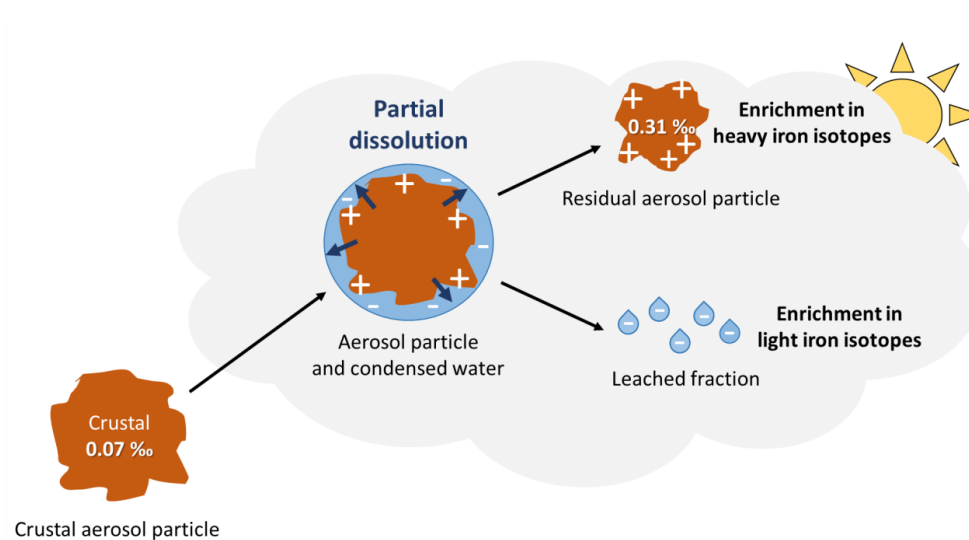 Partial
dissolution
+
+
+
+
+
-
-
-
-
-
Aerosol particle
and condensed water
+
+
0.31 ‰
+
+
+
Residual aerosol particle
Enrichment in
heavy iron isotopes
-
-
-
-
-
Leached fraction
Enrichment in
light iron isotopes
Crustal
0.07 ‰
Crustal aerosol particle